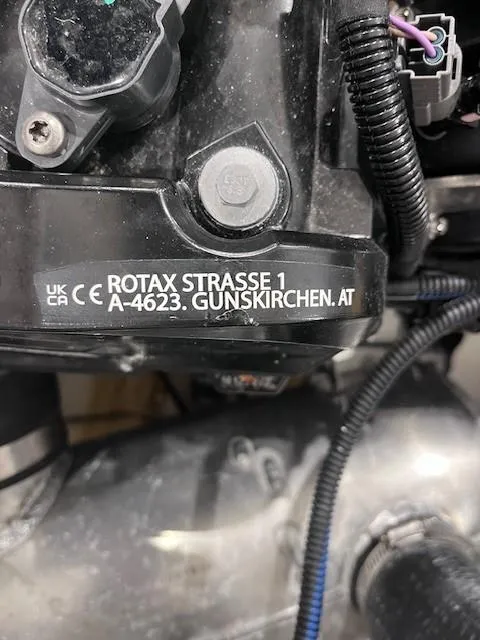 UK
CA CE ROTAX STRASSE 1
A-4623. GUNSKIRCHEN. AT